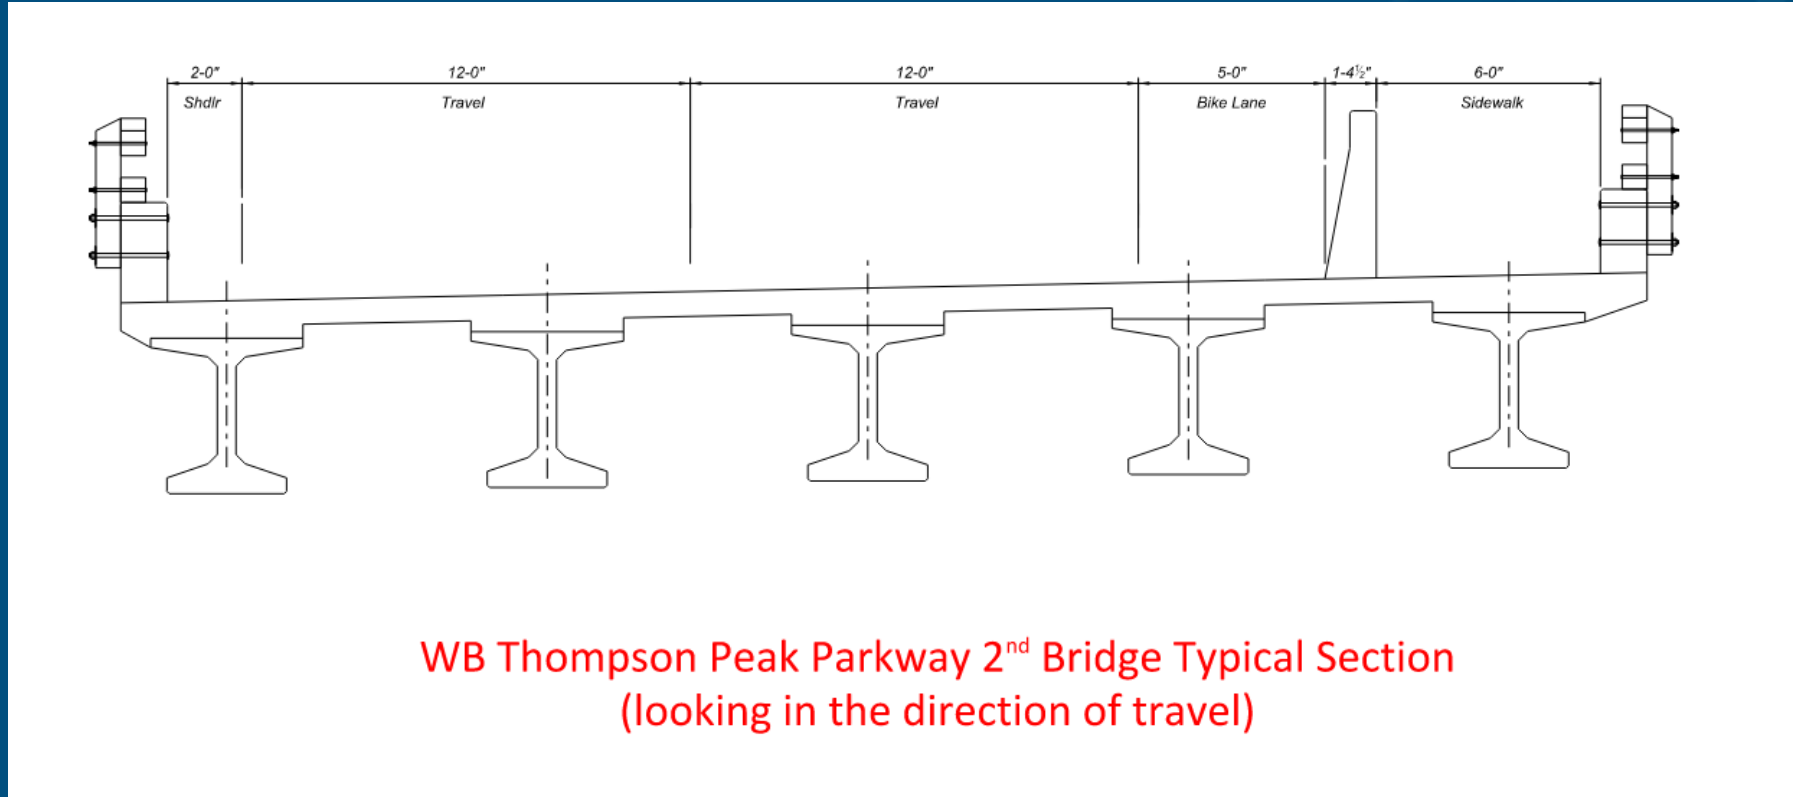 2-0" 12-0" 12-0" 5-0" 1-4½" 6-0"
Shdlr Travel Travel Bike Lane Sidewalk
WB Thompson Peak Parkway 2nd Bridge Typical Section
(looking in the direction of travel)